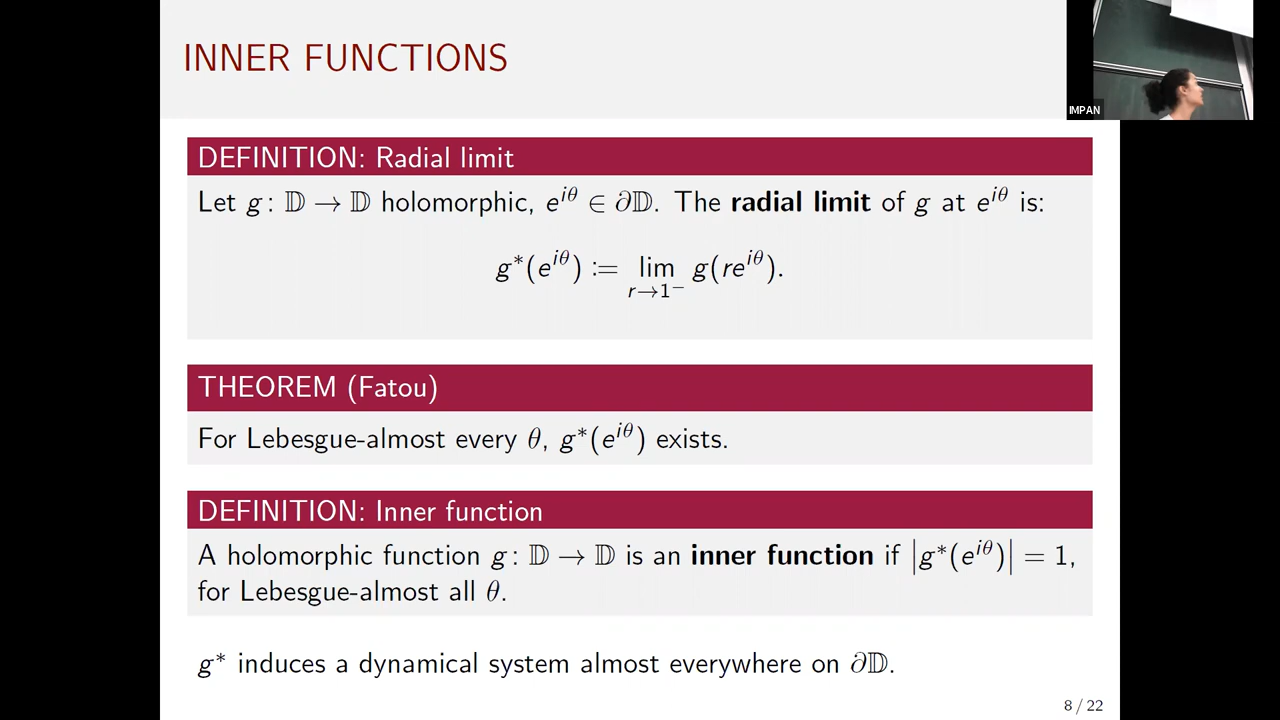 INNER FUNCTIONS
IMPAN
DEFINITION: Radial limit
Let g: 𝔻 → 𝔻 holomorphic, e^{iθ} ∈ ∂𝔻. The radial limit of g at e^{iθ} is:
g*(e^{iθ}) := lim_{r→1⁻} g(re^{iθ}).
THEOREM (Fatou)
For Lebesgue-almost every θ, g*(e^{iθ}) exists.
DEFINITION: Inner function
A holomorphic function g: 𝔻 → 𝔻 is an inner function if |g*(e^{iθ})| = 1,
for Lebesgue-almost all θ.
g* induces a dynamical system almost everywhere on ∂𝔻.
8 / 22